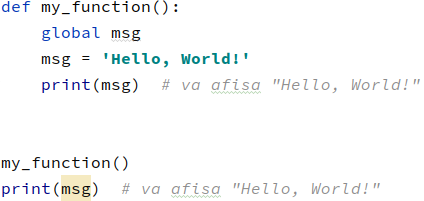 def my_function():
    global msg
    msg = 'Hello, World!'
    print(msg)  # va afisa "Hello, World!"
my_function()
print(msg)  # va afisa "Hello, World!"